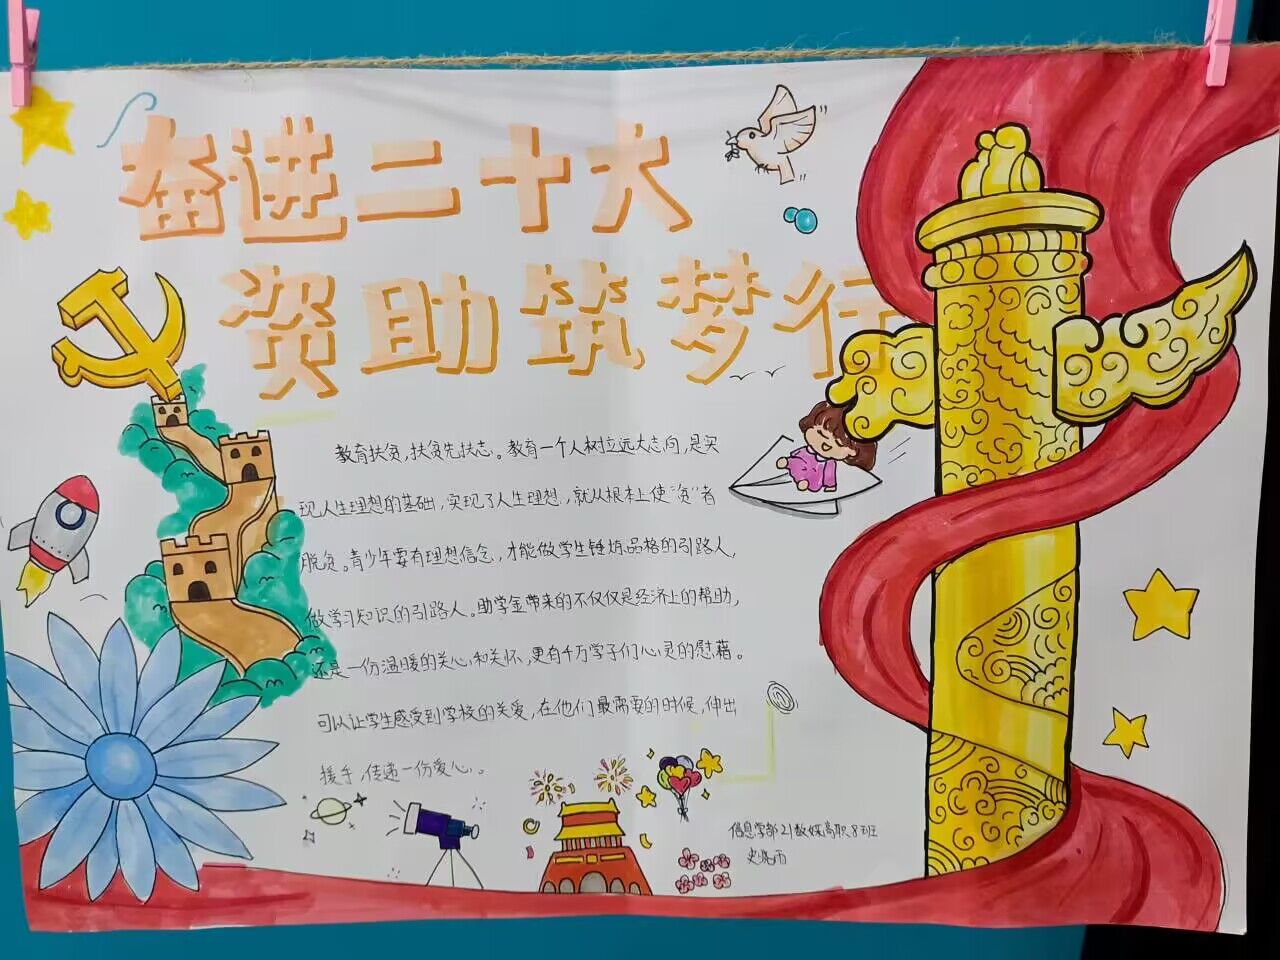 奋进二十大
资助筑梦行
教育扶贫,扶贫先扶志。教育一个人树立远大志向,是实
现人生理想的基础,实现了人生理想,就从根本上使“贫”者
脱贫。青少年要有理想信念,才能做学生锤炼品格的引路人,
做学习知识的引路人。助学金带来的不仅仅是经济上的帮助,
还是一份温暖的关心和关怀,更有千万学子们心灵的慰藉。
可以让学生感受到学校的关爱,在他们最需要的时候,伸出
援手,传递一份爱心。
信息学部21数媒高职8班
史晓雨